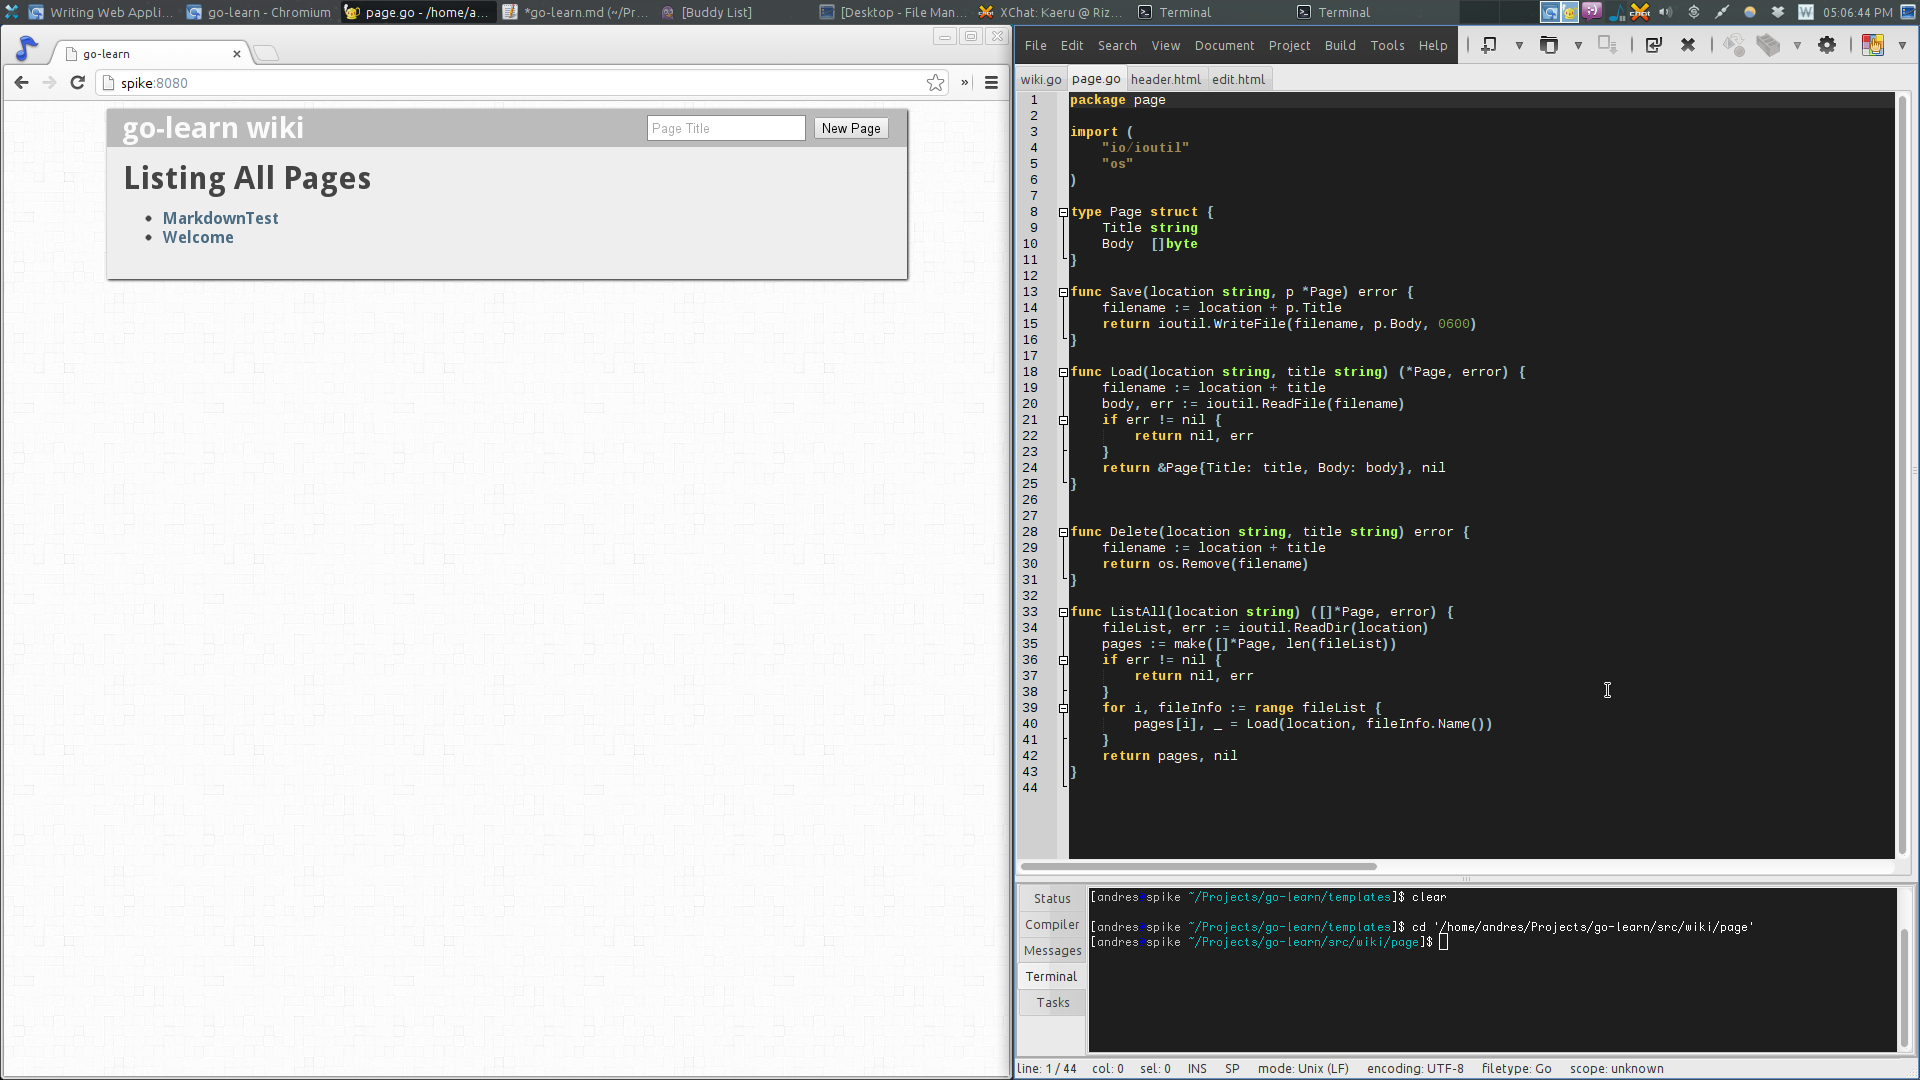 Writing Web Appli...
go-learn - Chromium
page.go - /home/a...
*go-learn.md (~/Pr...
[Buddy List]
[Desktop - File Man...
XChat: Kaeru @ Riz...
Terminal
Terminal
05:06:44 PM
go-learn
spike:8080
»
go-learn wiki
Page Title
New Page
Listing All Pages
• MarkdownTest
• Welcome
File Edit Search View Document Project Build Tools Help
wiki.go page.go header.html edit.html
1 package page
2
3 import (
4     "io/ioutil"
5     "os"
6 )
7
8 type Page struct {
9     Title string
10     Body  []byte
11 }
12
13 func Save(location string, p *Page) error {
14     filename := location + p.Title
15     return ioutil.WriteFile(filename, p.Body, 0600)
16 }
17
18 func Load(location string, title string) (*Page, error) {
19     filename := location + title
20     body, err := ioutil.ReadFile(filename)
21     if err != nil {
22         return nil, err
23     }
24     return &Page{Title: title, Body: body}, nil
25 }
26
27
28 func Delete(location string, title string) error {
29     filename := location + title
30     return os.Remove(filename)
31 }
32
33 func ListAll(location string) ([]*Page, error) {
34     fileList, err := ioutil.ReadDir(location)
35     pages := make([]*Page, len(fileList))
36     if err != nil {
37         return nil, err
38     }
39     for i, fileInfo := range fileList {
40         pages[i], _ = Load(location, fileInfo.Name())
41     }
42     return pages, nil
43 }
44
Status
Compiler
Messages
Terminal
Tasks
[andres spike ~/Projects/go-learn/templates]$ clear
[andres spike ~/Projects/go-learn/templates]$ cd '/home/andres/Projects/go-learn/src/wiki/page'
[andres spike ~/Projects/go-learn/src/wiki/page]$
line: 1 / 44 col: 0 sel: 0 INS SP mode: Unix (LF) encoding: UTF-8 filetype: Go scope: unknown